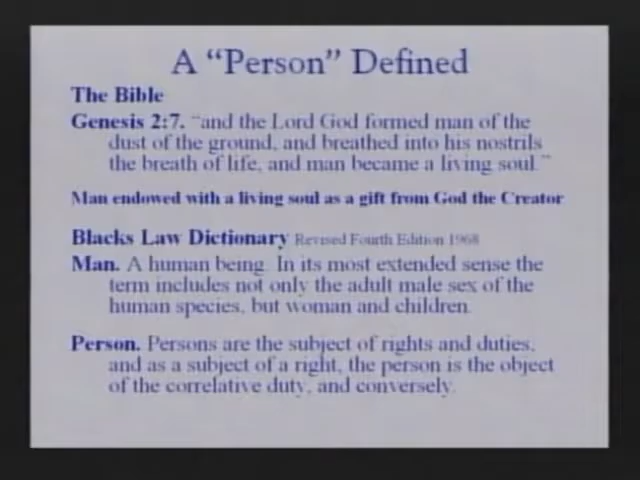 A “Person” Defined
The Bible
Genesis 2:7. “and the Lord God formed man of the
dust of the ground, and breathed into his nostrils
the breath of life, and man became a living soul.”
Man endowed with a living soul as a gift from God the Creator
Blacks Law Dictionary Revised Fourth Edition 1968
Man. A human being. In its most extended sense the
term includes not only the adult male sex of the
human species, but woman and children.
Person. Persons are the subject of rights and duties,
and as a subject of a right, the person is the object
of the correlative duty, and conversely.